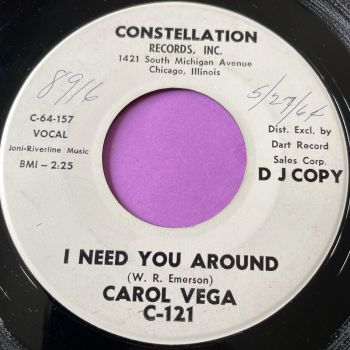 CONSTELLATION
RECORDS, INC.
1421 South Michigan Avenue
Chicago, Illinois
8916
5/27/64
C-64-157
VOCAL
Joni-Riverline Music
BMI - 2:25
Dist. Excl. by
Dart Record
Sales Corp.
D J COPY
I NEED YOU AROUND
(W. R. Emerson)
CAROL VEGA
C-121